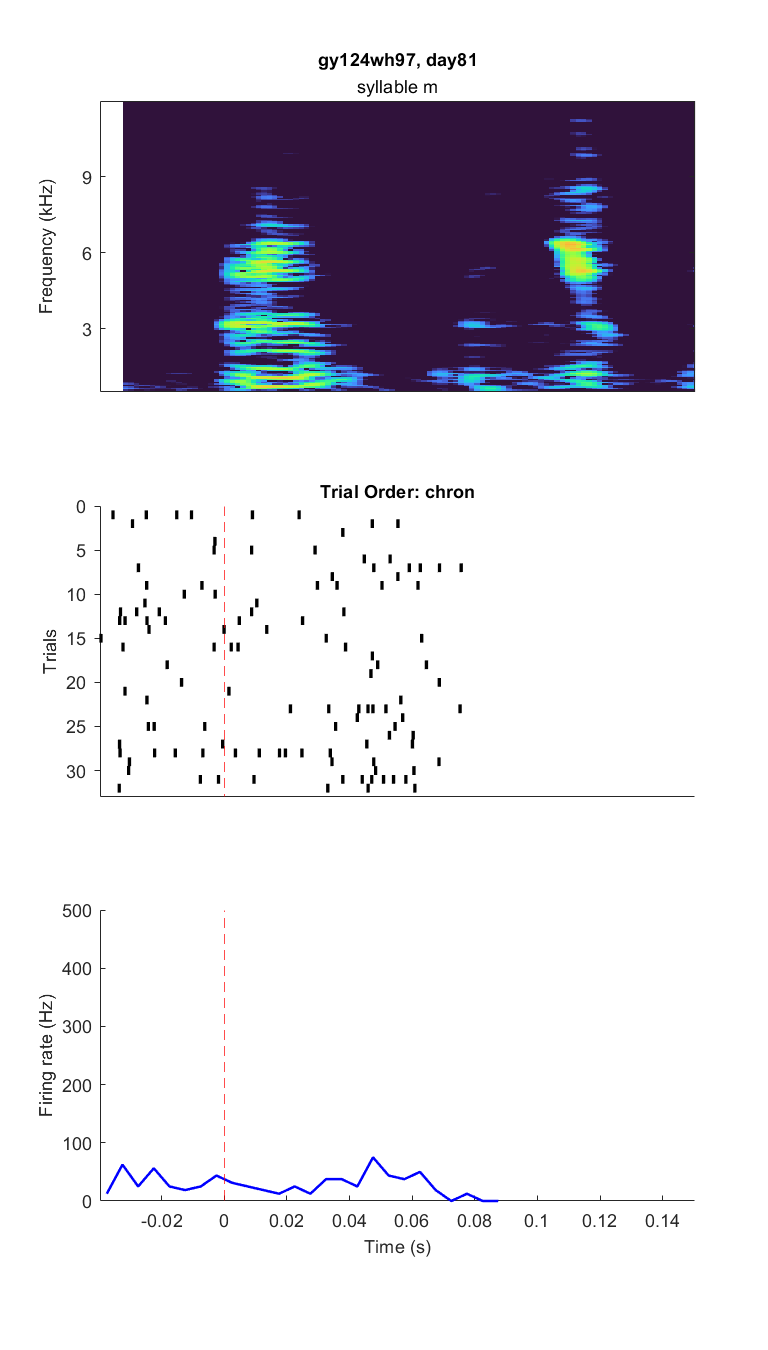 gy124wh97, day81
syllable m
Frequency (kHz)
9
6
3
Trial Order: chron
Trials
0
5
10
15
20
25
30
Firing rate (Hz)
500
400
300
200
100
0
-0.02 0 0.02 0.04 0.06 0.08 0.1 0.12 0.14
Time (s)